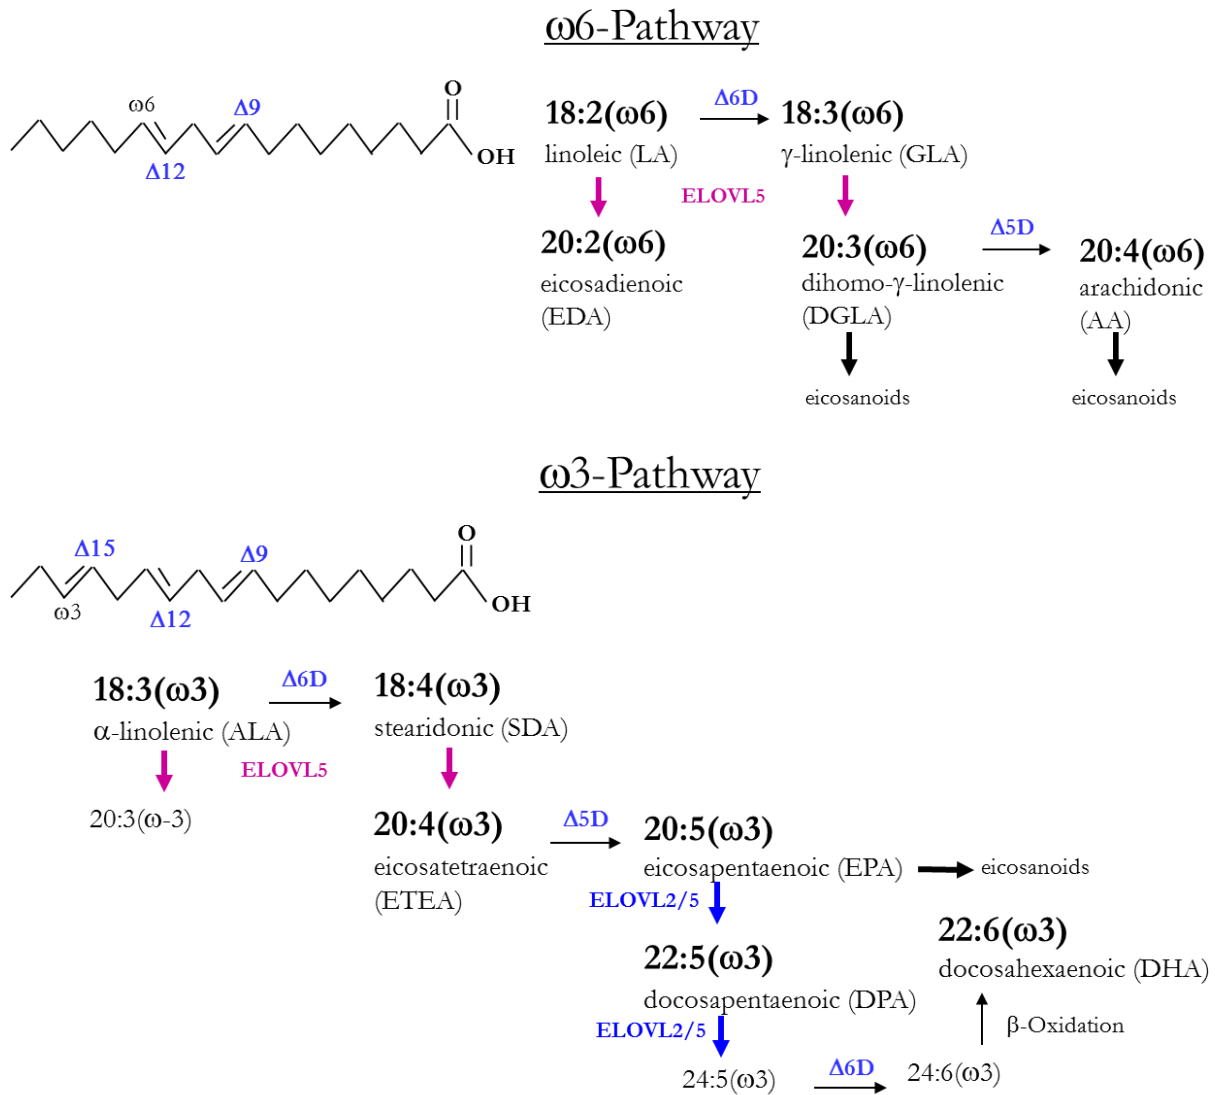 ω6-Pathway
O
ω6 Δ9
Δ12
OH
18:2(ω6) Δ6D 18:3(ω6)
linoleic (LA) γ-linolenic (GLA)
ELOVL5
20:2(ω6) 20:3(ω6) Δ5D 20:4(ω6)
eicosadienoic dihomo-γ-linolenic arachidonic
(EDA) (DGLA) (AA)
eicosanoids eicosanoids
ω3-Pathway
O
Δ15 Δ9
ω3 Δ12 OH
18:3(ω3) Δ6D 18:4(ω3)
α-linolenic (ALA) stearidonic (SDA)
ELOVL5
20:3(ω-3) 20:4(ω3) Δ5D 20:5(ω3)
eicosatetraenoic eicosapentaenoic (EPA) eicosanoids
(ETEA) ELOVL2/5
22:5(ω3) 22:6(ω3)
docosapentaenoic (DPA) docosahexaenoic (DHA)
ELOVL2/5 β-Oxidation
24:5(ω3) Δ6D 24:6(ω3)